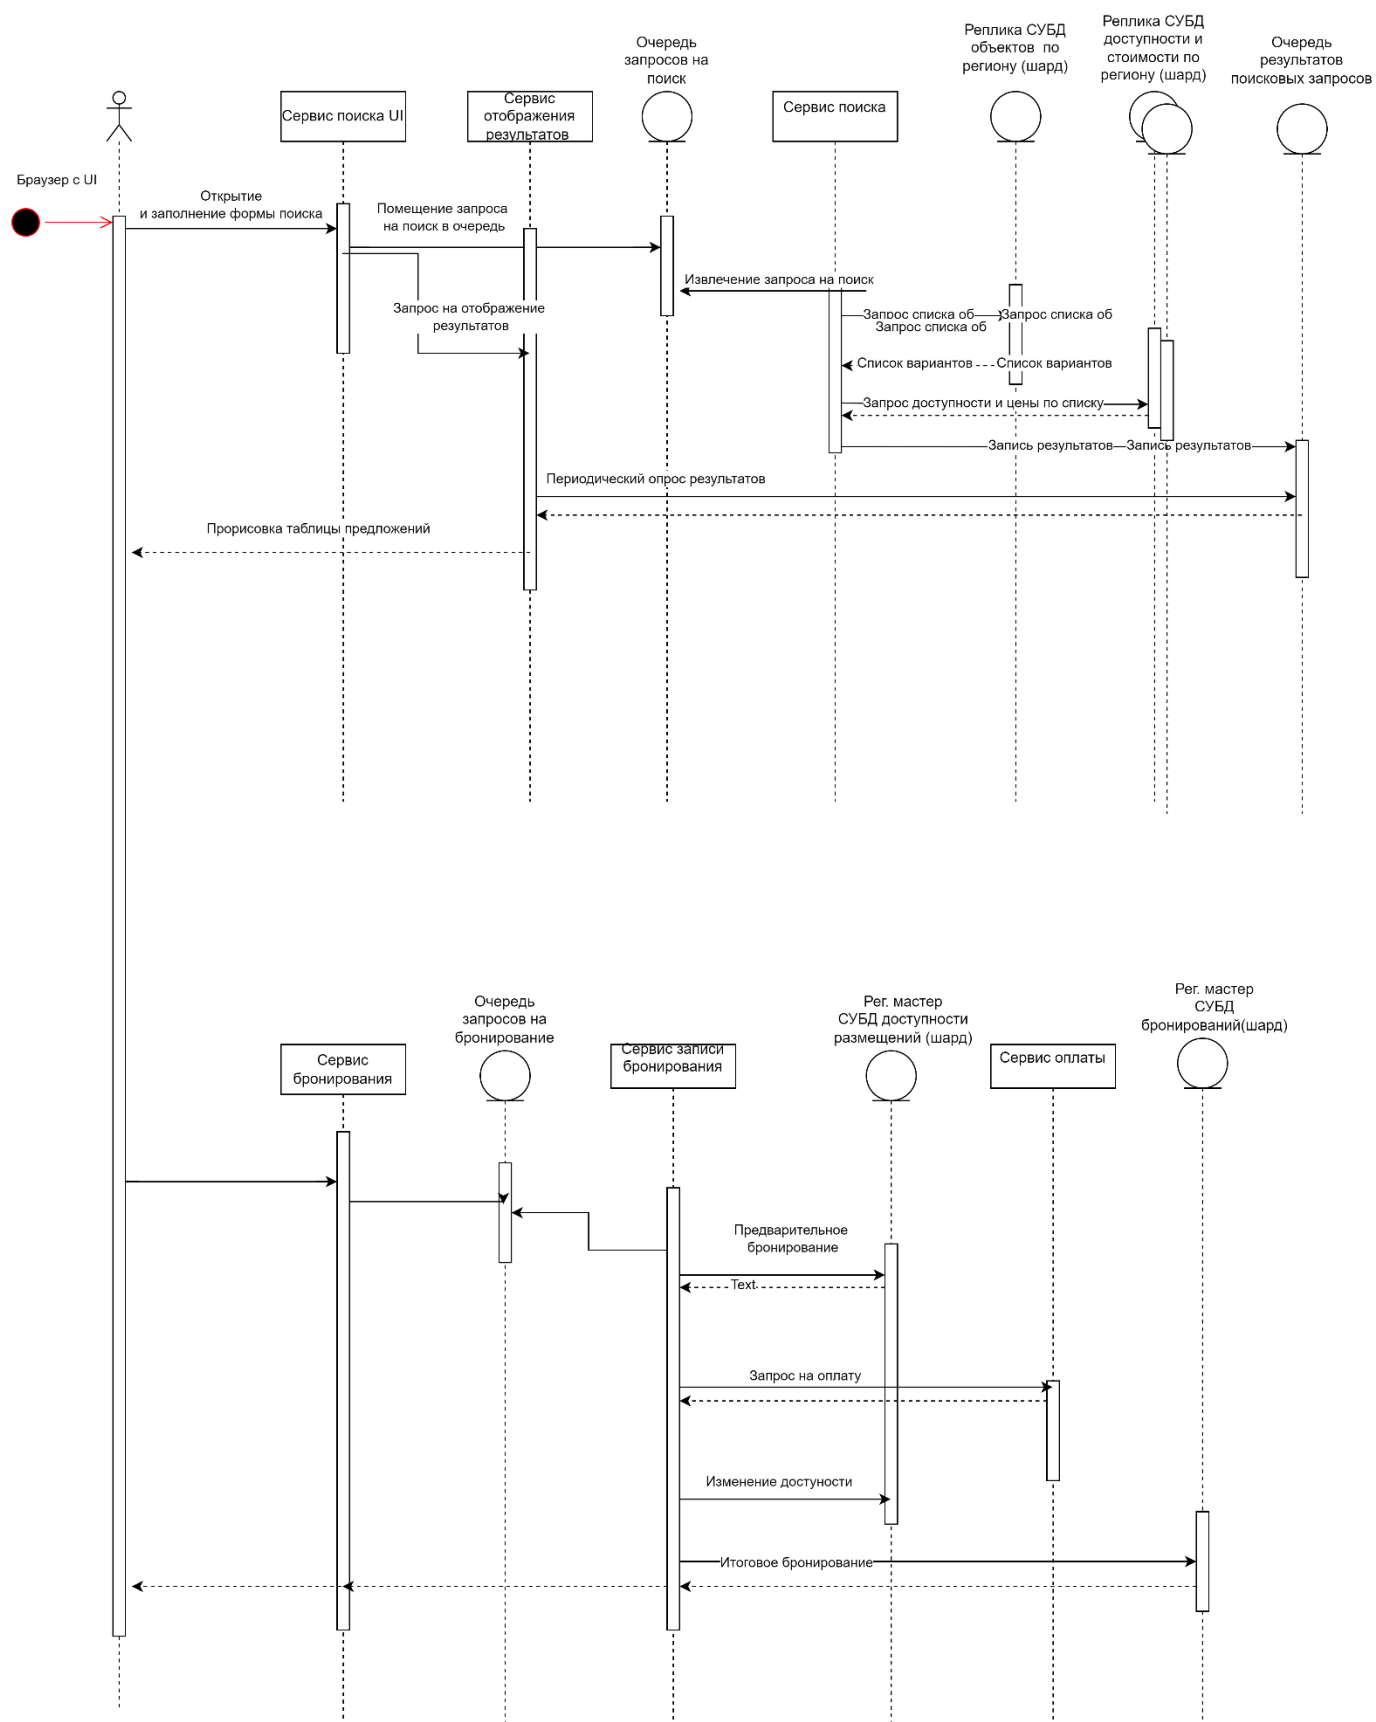 Очередь
запросов на
поиск
Реплика СУБД
объектов по
региону (шард)
Реплика СУБД
доступности и
стоимости по
региону (шард)
Очередь
результатов
поисковых запросов
Сервис поиска UI
Сервис
отображения
результатов
Сервис поиска
Браузер с UI
Открытие
и заполнение формы поиска
Помещение запроса
на поиск в очередь
Извлечение запроса на поиск
Запрос на отображение
результатов
Запрос списка об
Запрос списка об
Запрос списка об
Список вариантов
Список вариантов
Запрос доступности и цены по списку
Запись результатов
Запись результатов
Периодический опрос результатов
Прорисовка таблицы предложений
Очередь
запросов на
бронирование
Рег. мастер
СУБД доступности
размещений (шард)
Рег. мастер
СУБД
бронирований(шард)
Сервис
бронирования
Сервис записи
бронирования
Сервис оплаты
Предварительное
бронирование
Text
Запрос на оплату
Изменение достуности
Итоговое бронирование